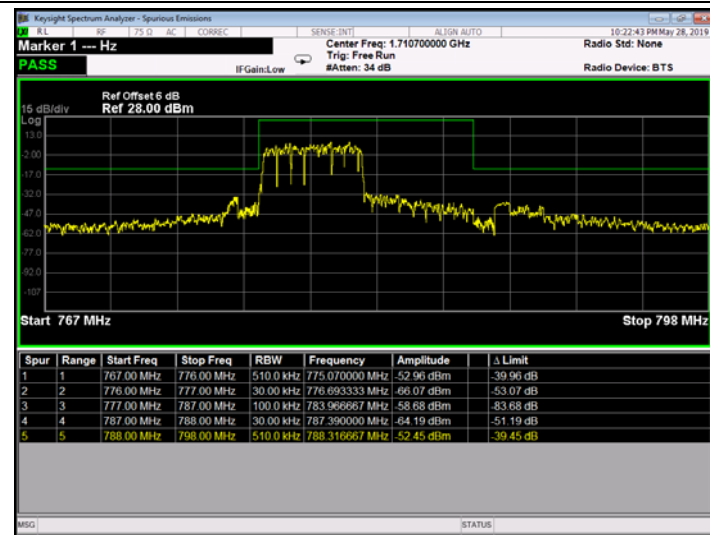 Keysight Spectrum Analyzer - Spurious Emissions
RL RF 75 Ω AC CORREC SENSE:INT ALIGN AUTO 10:22:43 PM May 28, 2019
Marker 1 --- Hz Center Freq: 1.710700000 GHz Radio Std: None
Trig: Free Run
PASS IFGain:Low #Atten: 34 dB Radio Device: BTS
Ref Offset 6 dB
15 dB/div Ref 28.00 dBm
Log
13.0
-2.00
-17.0
-32.0
-47.0
-62.0
-77.0
-92.0
-107
Start 767 MHz Stop 798 MHz
Spur Range Start Freq Stop Freq RBW Frequency Amplitude Δ Limit
1 1 767.00 MHz 776.00 MHz 510.0 kHz 775.070000 MHz -52.96 dBm -39.96 dB
2 2 776.00 MHz 777.00 MHz 30.00 kHz 776.693333 MHz -66.07 dBm -53.07 dB
3 3 777.00 MHz 787.00 MHz 100.0 kHz 783.966667 MHz -58.68 dBm -83.68 dB
4 4 787.00 MHz 788.00 MHz 30.00 kHz 787.390000 MHz -64.19 dBm -51.19 dB
5 5 788.00 MHz 798.00 MHz 510.0 kHz 788.316667 MHz -52.45 dBm -39.45 dB
MSG STATUS